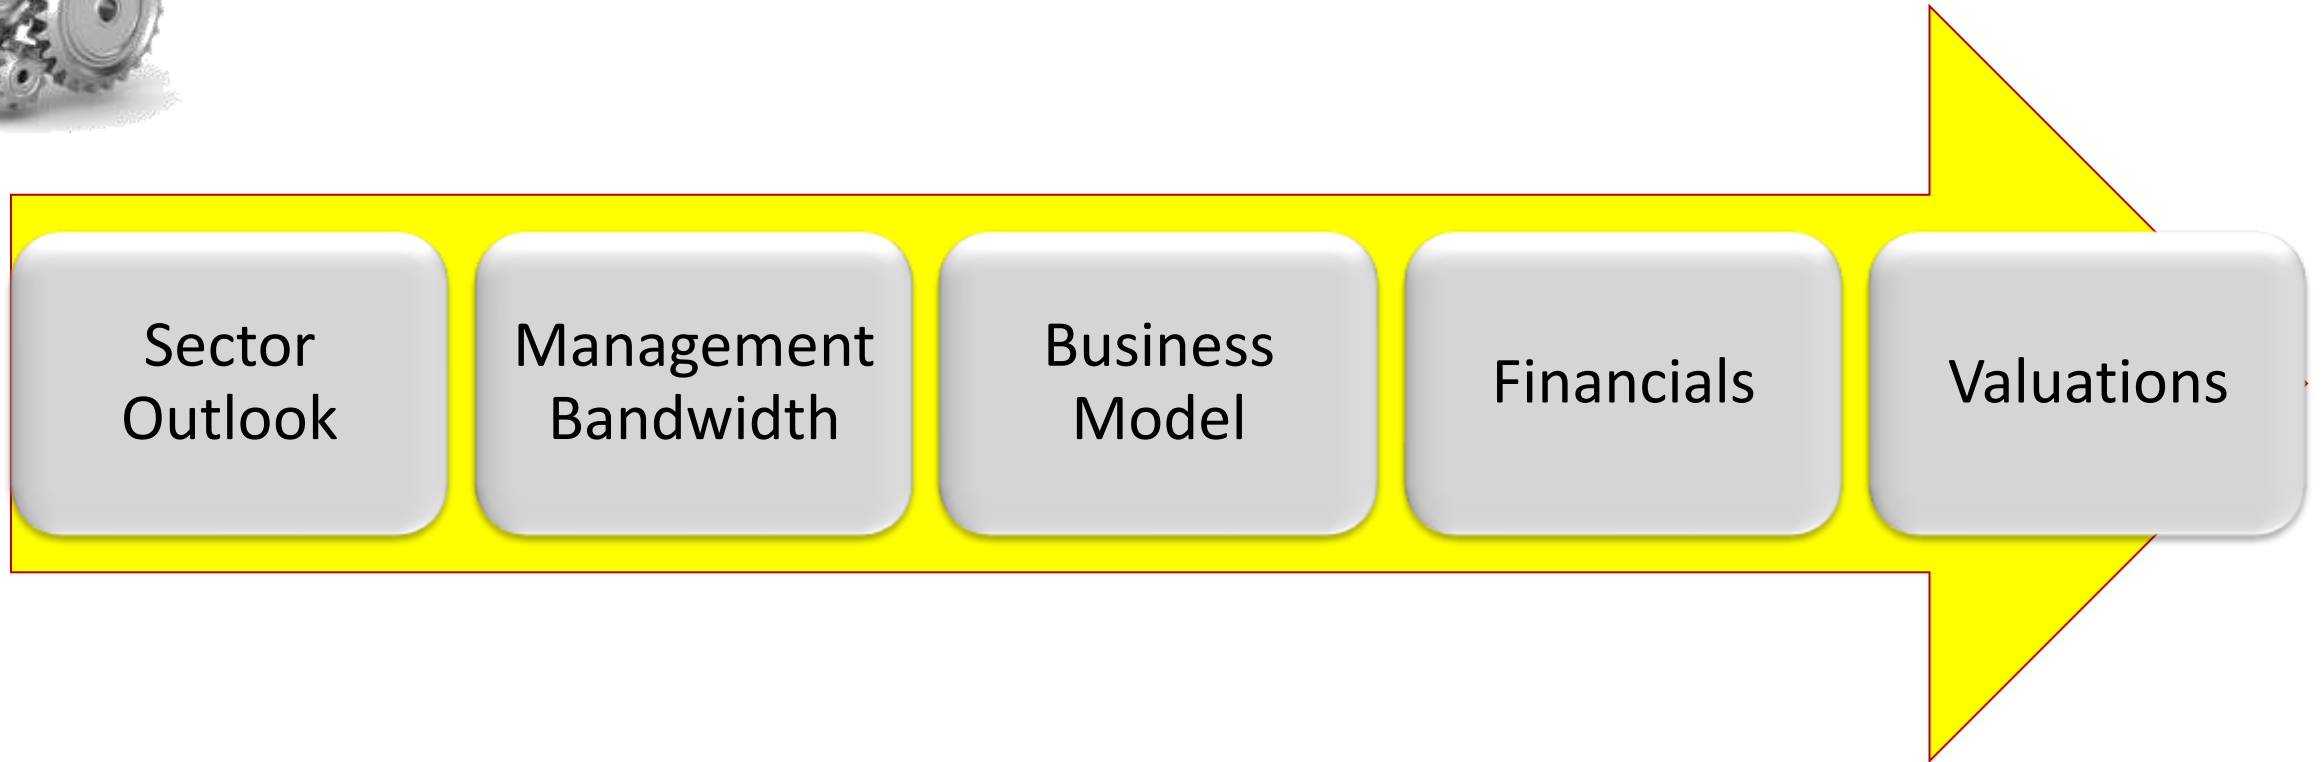 Sector
Outlook
Management
Bandwidth
Business
Model
Financials
Valuations